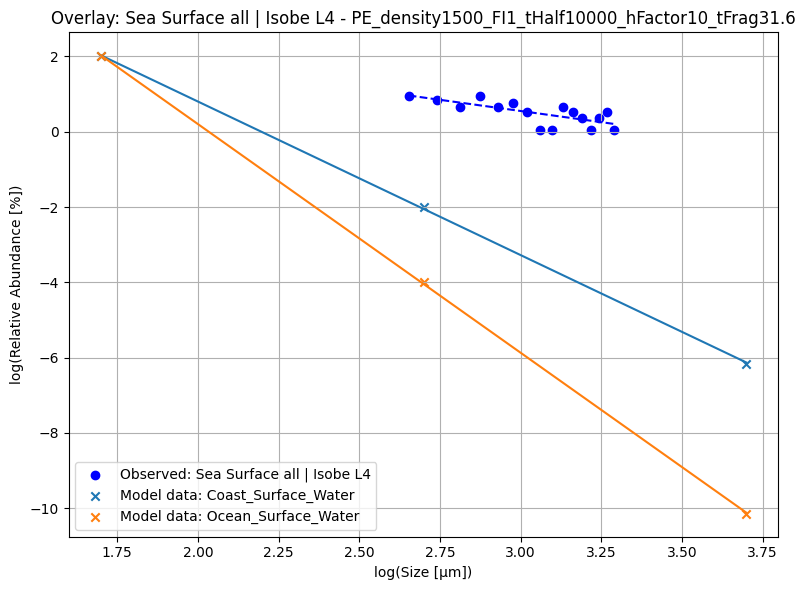 Overlay: Sea Surface all | Isobe L4 - PE_density1500_FI1_tHalf10000_hFactor10_tFrag31.6
log(Relative Abundance [%])
2
0
−2
−4
−6
−8
−10
Observed: Sea Surface all | Isobe L4
Model data: Coast_Surface_Water
Model data: Ocean_Surface_Water
1.75 2.00 2.25 2.50 2.75 3.00 3.25 3.50 3.75
log(Size [μm])